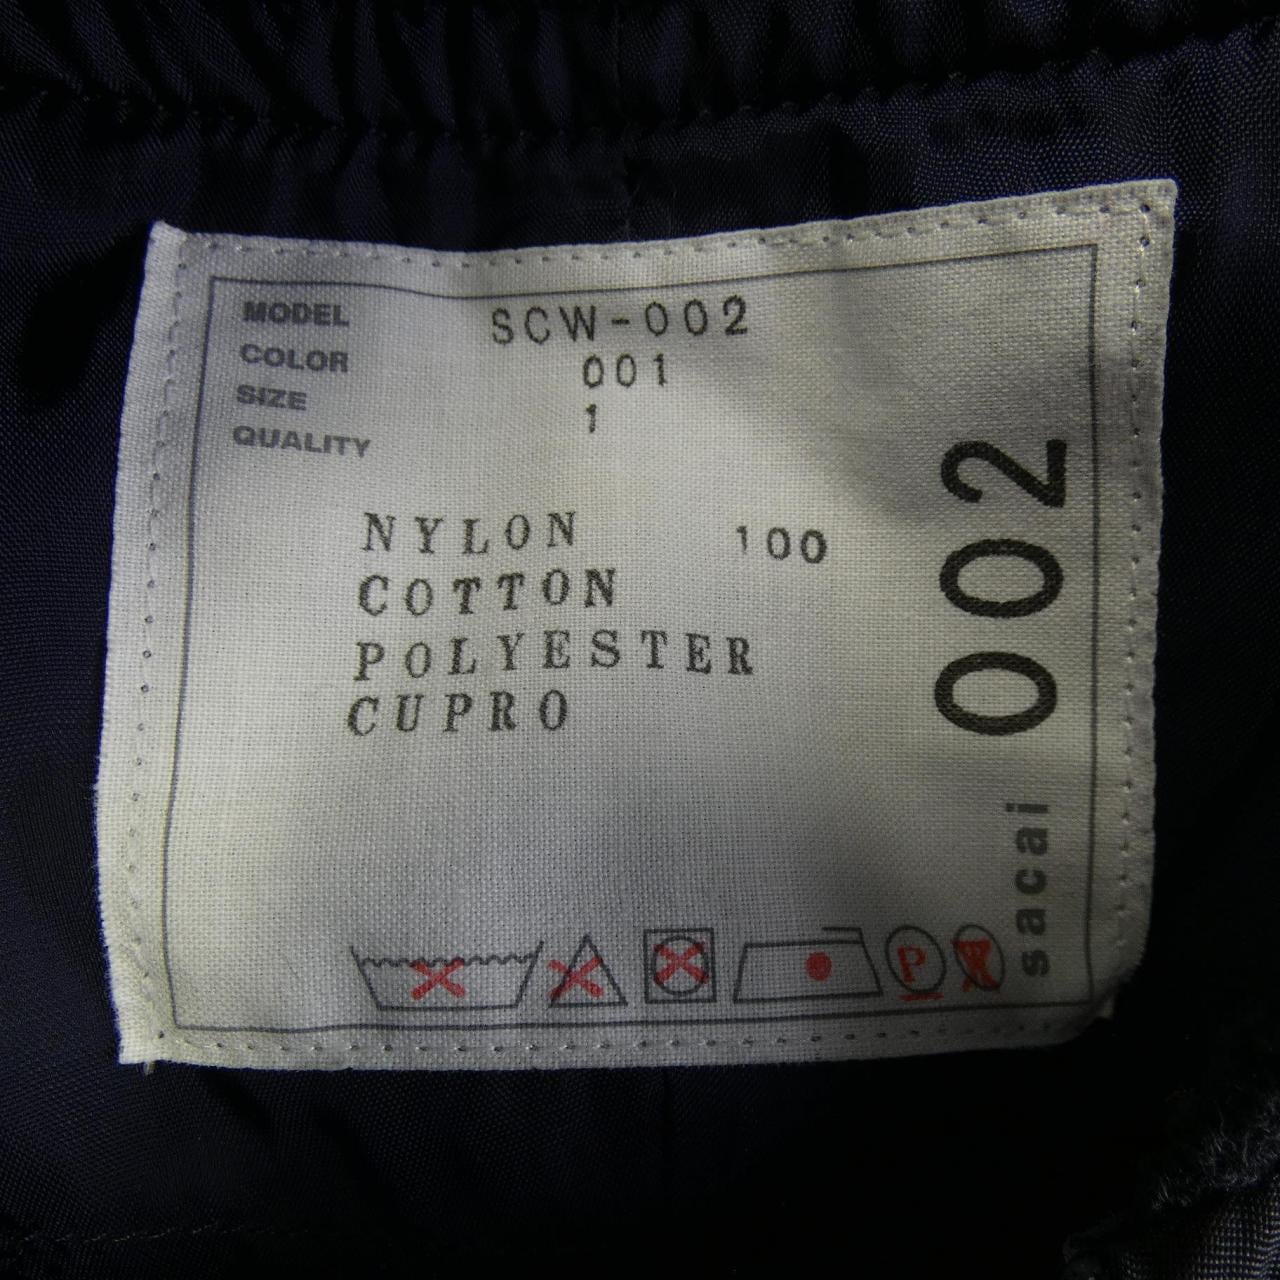 MODEL SCW-002
COLOR 001
SIZE 1
QUALITY
NYLON 100
COTTON
POLYESTER
CUPRO
sacai 002
P